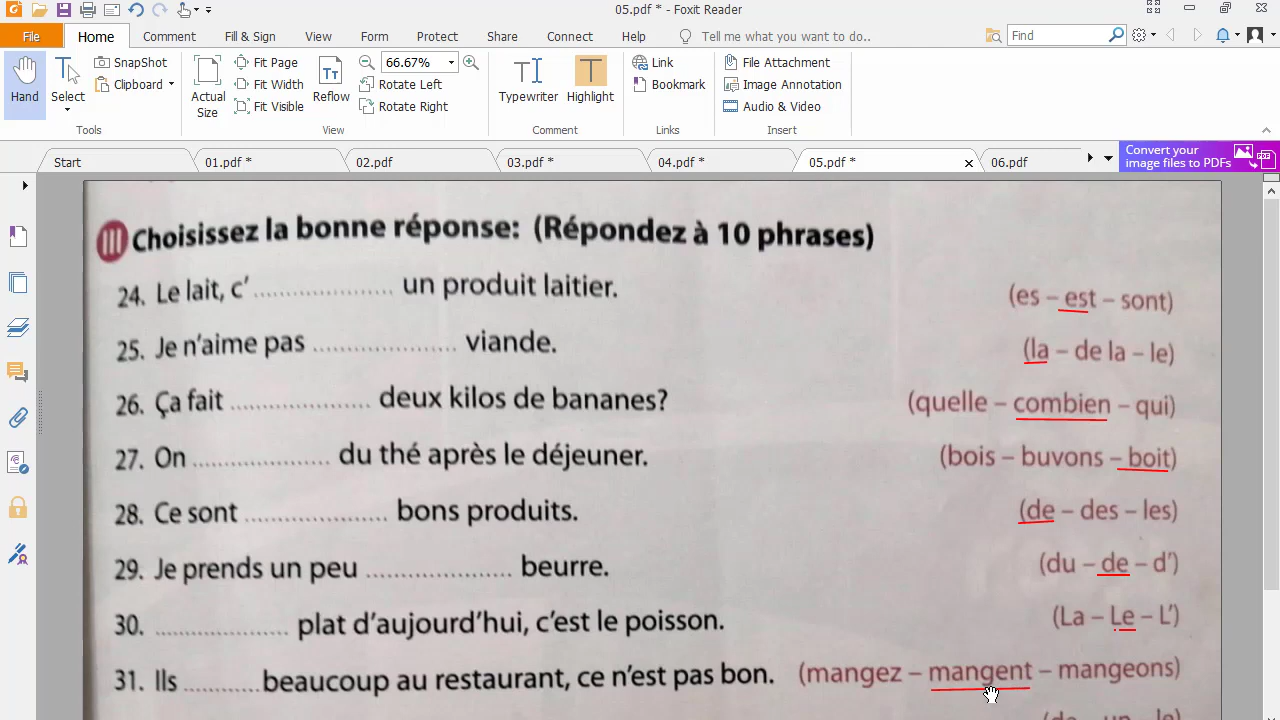 05.pdf * - Foxit Reader
File Home Comment Fill & Sign View Form Protect Share Connect Help Tell me what you want to do.. Find
Hand Select SnapShot Clipboard Actual Size Fit Page Fit Width Fit Visible Reflow 66.67% Rotate Left Rotate Right Typewriter Highlight Link Bookmark File Attachment Image Annotation Audio & Video
Tools View Comment Links Insert
Start 01.pdf * 02.pdf 03.pdf * 04.pdf * 05.pdf * 06.pdf
Convert your
image files to PDFs
III Choisissez la bonne réponse: (Répondez à 10 phrases)
24. Le lait, c' .................... un produit laitier. (es – est – sont)
25. Je n'aime pas .................... viande. (la – de la – le)
26. Ça fait .................... deux kilos de bananes? (quelle – combien – qui)
27. On .................... du thé après le déjeuner. (bois – buvons – boit)
28. Ce sont .................... bons produits. (de – des – les)
29. Je prends un peu .................... beurre. (du – de – d')
30. .................... plat d'aujourd'hui, c'est le poisson. (La – Le – L')
31. Ils ........... beaucoup au restaurant, ce n'est pas bon. (mangez – mangent – mangeons)